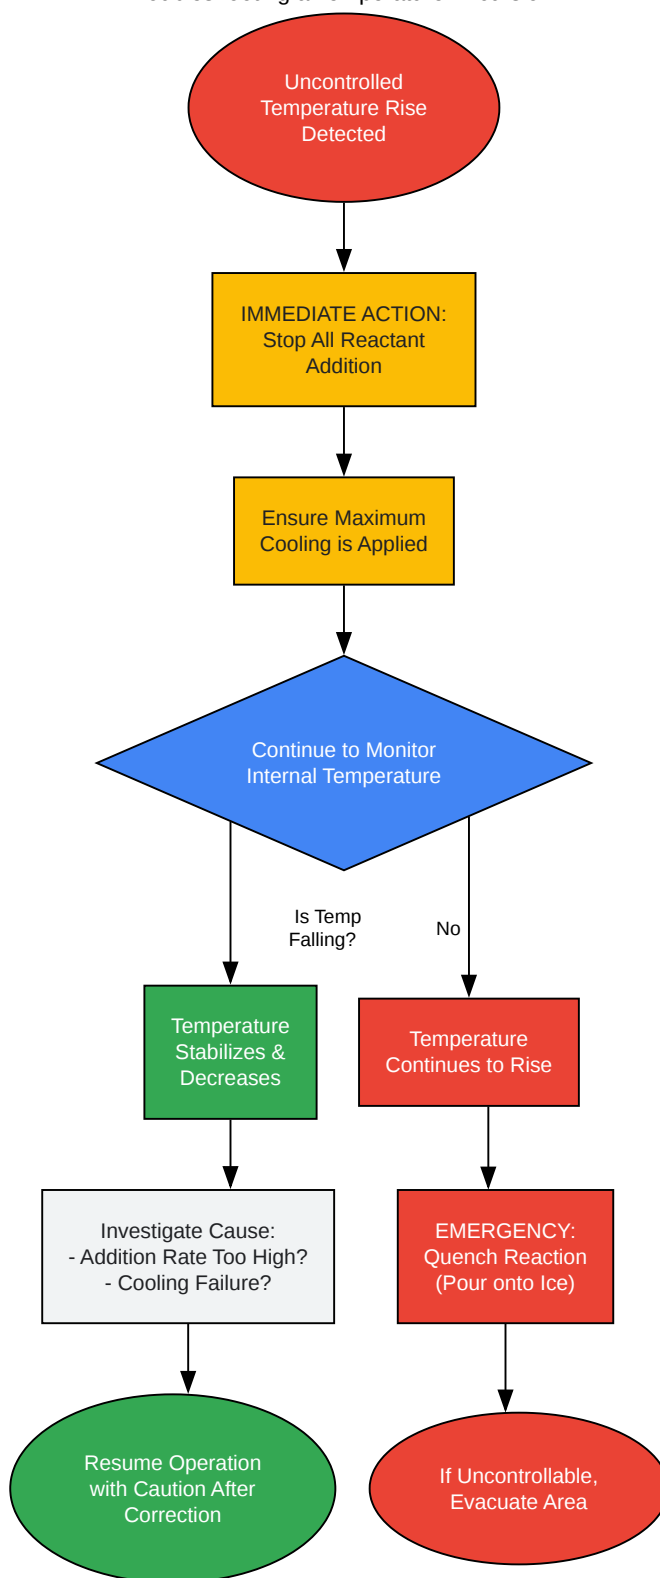 Uncontrolled
Temperature Rise
Detected
IMMEDIATE ACTION:
Stop All Reactant
Addition
Ensure Maximum
Cooling is Applied
Continue to Monitor
Internal Temperature
Is Temp
Falling?
No
Temperature
Stabilizes &
Decreases
Temperature
Continues to Rise
Investigate Cause:
- Addition Rate Too High?
- Cooling Failure?
EMERGENCY:
Quench Reaction
(Pour onto Ice)
Resume Operation
with Caution After
Correction
If Uncontrollable,
Evacuate Area